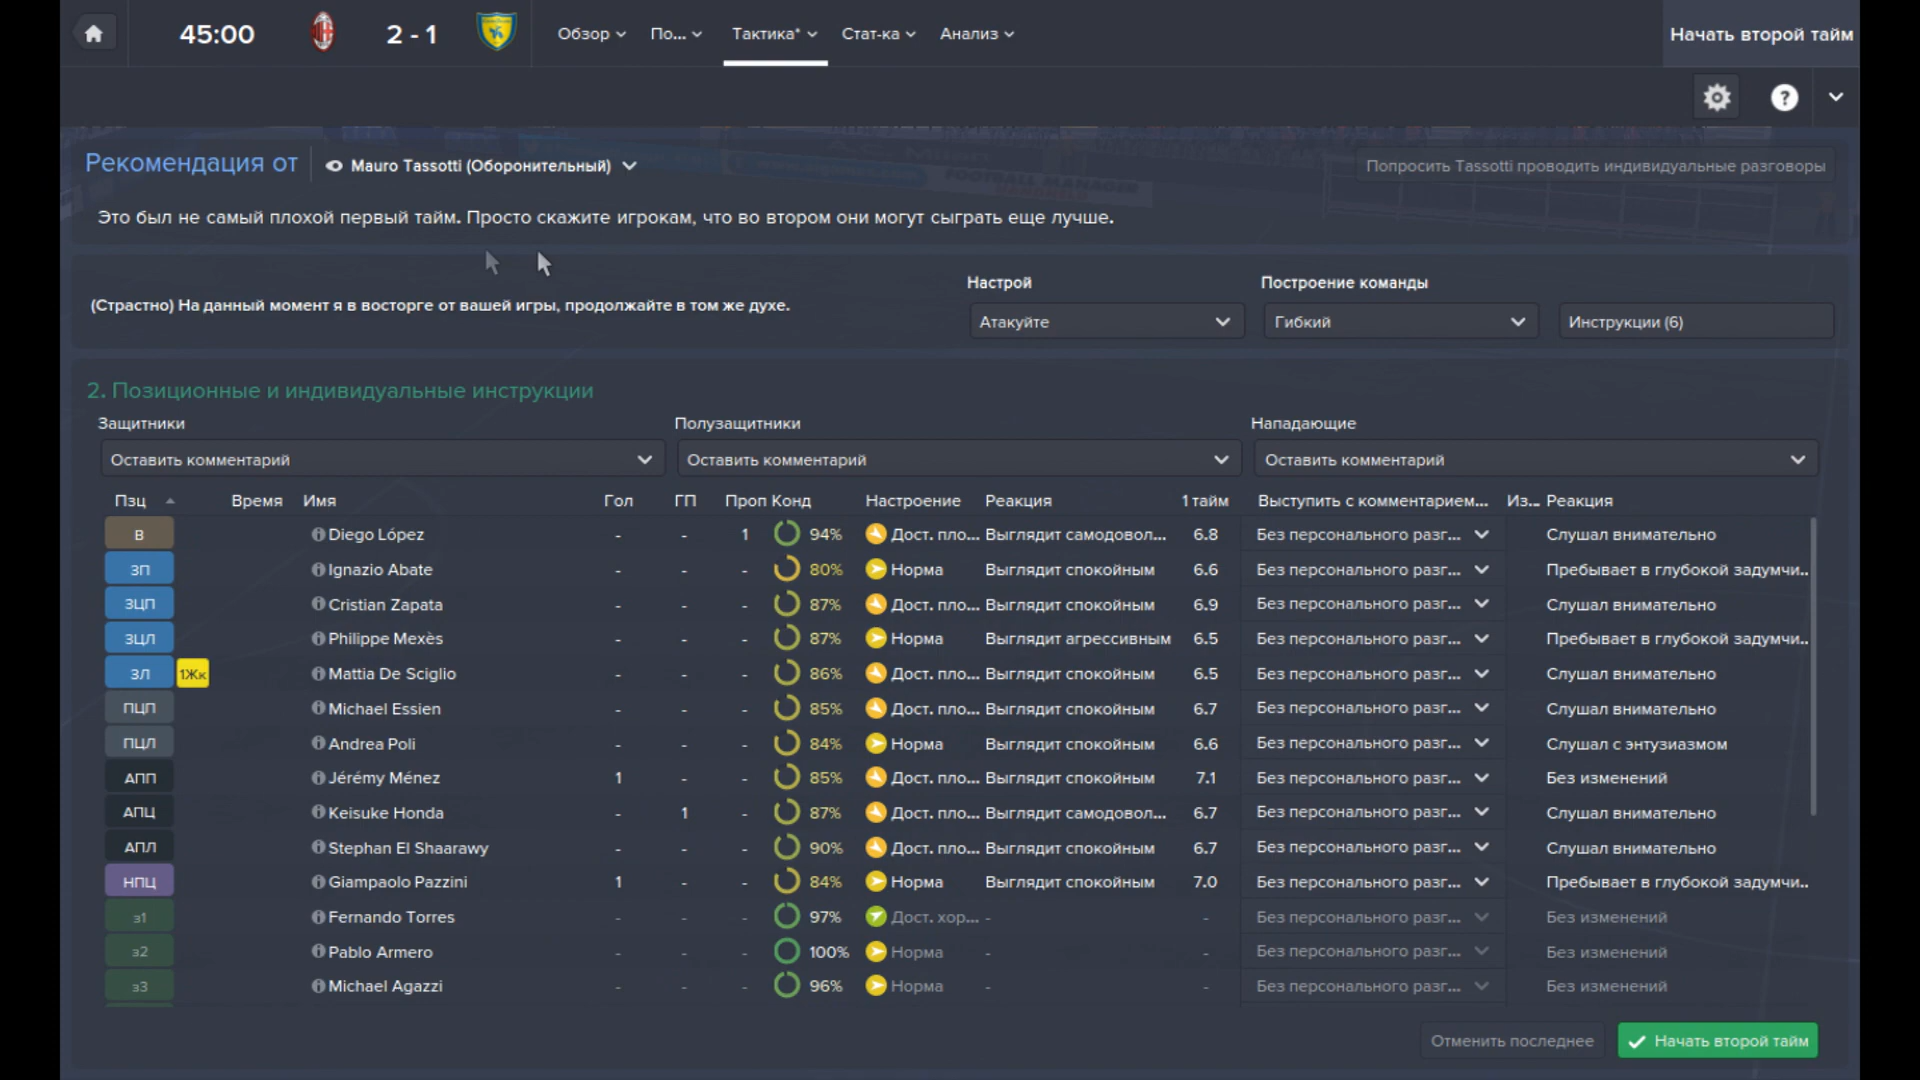 45:00 2 - 1 Обзор По... Тактика* Стат-ка Анализ Начать второй тайм
?
Рекомендация от Mauro Tassotti (Оборонительный) Попросить Tassotti проводить индивидуальные разговоры
Это был не самый плохой первый тайм. Просто скажите игрокам, что во втором они могут сыграть еще лучше.
Настрой Построение команды
(Страстно) На данный момент я в восторге от вашей игры, продолжайте в том же духе.
Атакуйте Гибкий Инструкции (6)
2. Позиционные и индивидуальные инструкции
Защитники Полузащитники Нападающие
Оставить комментарий Оставить комментарий Оставить комментарий
Пзц Время Имя Гол ГП Проп Конд Настроение Реакция 1 тайм Выступить с комментарием... Из... Реакция
В Diego López - - 1 94% Дост. пло... Выглядит самодовол... 6.8 Без персонального разг... Слушал внимательно
ЗП Ignazio Abate - - - 80% Норма Выглядит спокойным 6.6 Без персонального разг... Пребывает в глубокой задумчи..
ЗЦП Cristian Zapata - - - 87% Дост. пло... Выглядит спокойным 6.9 Без персонального разг... Слушал внимательно
ЗЦЛ Philippe Mexès - - - 87% Норма Выглядит агрессивным 6.5 Без персонального разг... Пребывает в глубокой задумчи..
ЗЛ 1Жк Mattia De Sciglio - - - 86% Дост. пло... Выглядит спокойным 6.5 Без персонального разг... Слушал внимательно
ПЦП Michael Essien - - - 85% Дост. пло... Выглядит спокойным 6.7 Без персонального разг... Слушал внимательно
ПЦЛ Andrea Poli - - - 84% Норма Выглядит спокойным 6.6 Без персонального разг... Слушал с энтузиазмом
АПП Jérémy Ménez 1 - - 85% Дост. пло... Выглядит спокойным 7.1 Без персонального разг... Без изменений
АПЦ Keisuke Honda - 1 - 87% Дост. пло... Выглядит самодовол... 6.7 Без персонального разг... Слушал внимательно
АПЛ Stephan El Shaarawy - - - 90% Дост. пло... Выглядит спокойным 6.7 Без персонального разг... Слушал внимательно
НПЦ Giampaolo Pazzini 1 - - 84% Норма Выглядит спокойным 7.0 Без персонального разг... Пребывает в глубокой задумчи..
з1 Fernando Torres - - - 97% Дост. хор... - - Без персонального разг... Без изменений
з2 Pablo Armero - - - 100% Норма - - Без персонального разг... Без изменений
з3 Michael Agazzi - - - 96% Норма - - Без персонального разг... Без изменений
Отменить последнее Начать второй тайм